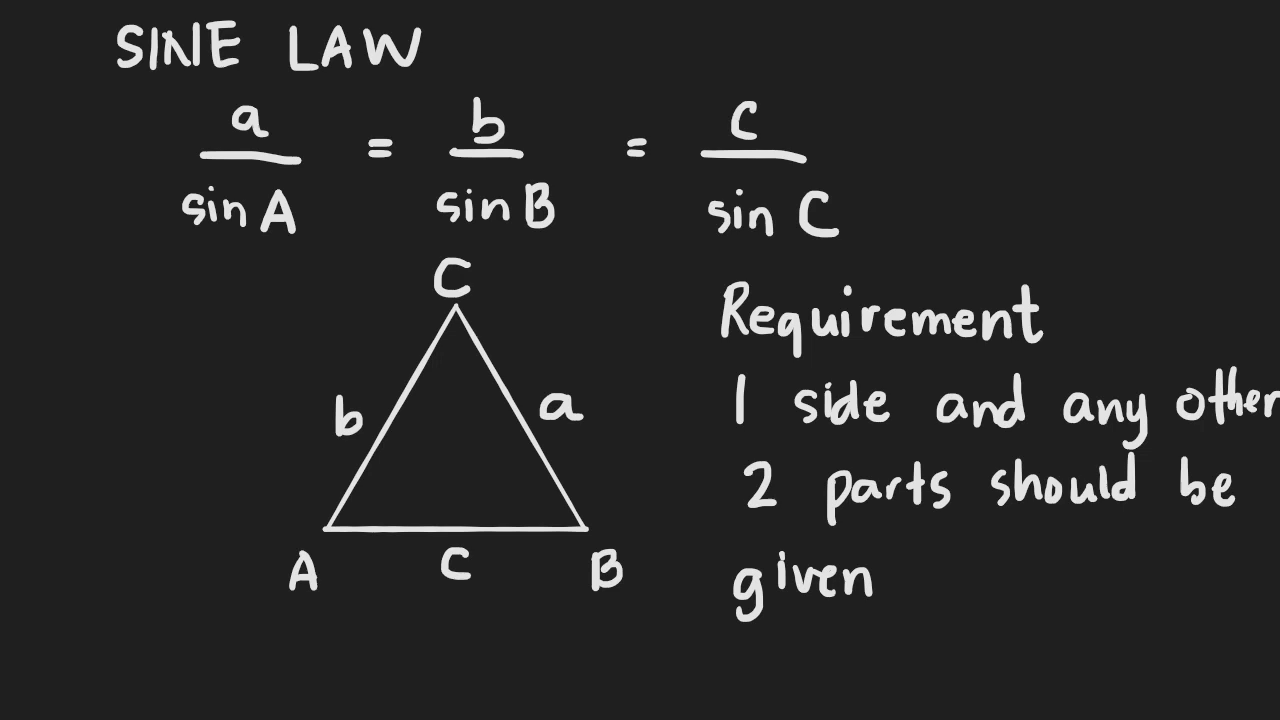 SINE LAW
a = b = c
sin A sin B sin C
C
Requirement
b a
1 side and any other
2 parts should be
A c B
given